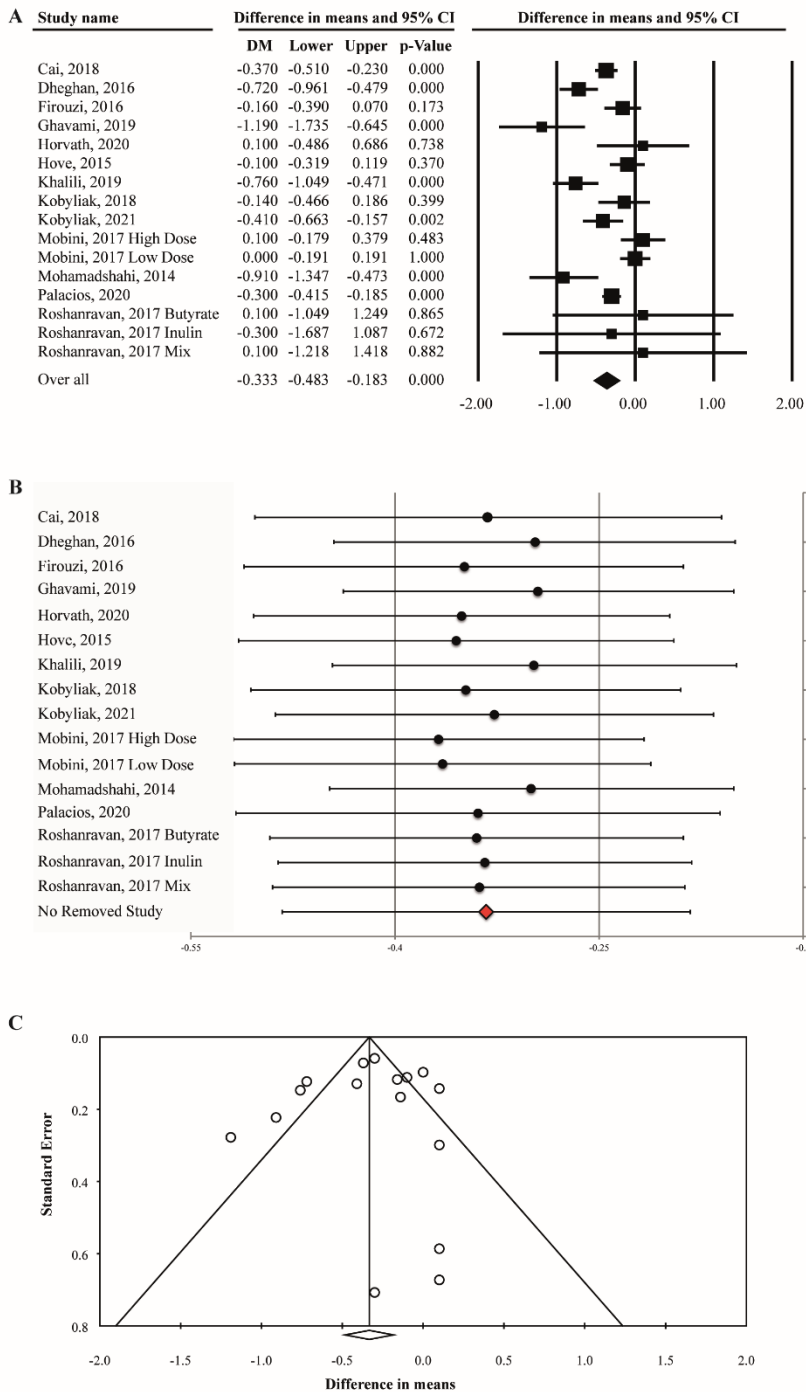 A Study name Difference in means and 95% CI Difference in means and 95% CI
DM Lower Upper p-Value
Cai, 2018 -0.370 -0.510 -0.230 0.000
Dheghan, 2016 -0.720 -0.961 -0.479 0.000
Firouzi, 2016 -0.160 -0.390 0.070 0.173
Ghavami, 2019 -1.190 -1.735 -0.645 0.000
Horvath, 2020 0.100 -0.486 0.686 0.738
Hove, 2015 -0.100 -0.319 0.119 0.370
Khalili, 2019 -0.760 -1.049 -0.471 0.000
Kobyliak, 2018 -0.140 -0.466 0.186 0.399
Kobyliak, 2021 -0.410 -0.663 -0.157 0.002
Mobini, 2017 High Dose 0.100 -0.179 0.379 0.483
Mobini, 2017 Low Dose 0.000 -0.191 0.191 1.000
Mohamadshahi, 2014 -0.910 -1.347 -0.473 0.000
Palacios, 2020 -0.300 -0.415 -0.185 0.000
Roshanravan, 2017 Butyrate 0.100 -1.049 1.249 0.865
Roshanravan, 2017 Inulin -0.300 -1.687 1.087 0.672
Roshanravan, 2017 Mix 0.100 -1.218 1.418 0.882
Over all -0.333 -0.483 -0.183 0.000
-2.00 -1.00 0.00 1.00 2.00
B
Cai, 2018
Dheghan, 2016
Firouzi, 2016
Ghavami, 2019
Horvath, 2020
Hove, 2015
Khalili, 2019
Kobyliak, 2018
Kobyliak, 2021
Mobini, 2017 High Dose
Mobini, 2017 Low Dose
Mohamadshahi, 2014
Palacios, 2020
Roshanravan, 2017 Butyrate
Roshanravan, 2017 Inulin
Roshanravan, 2017 Mix
No Removed Study
-0.55 -0.4 -0.25
C
0.0
0.2
0.4
0.6
0.8
Standard Error
-2.0 -1.5 -1.0 -0.5 0.0 0.5 1.0 1.5 2.0
Difference in means